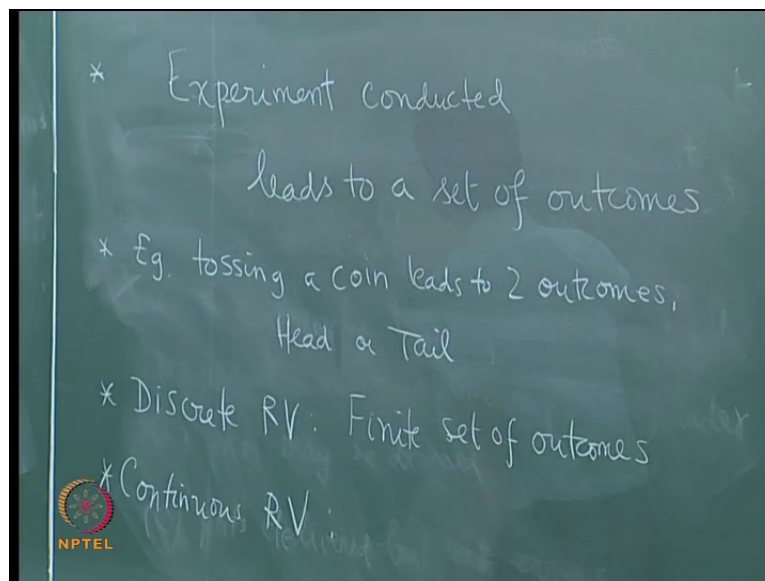 * Experiment conducted
leads to a set of outcomes
* Eg. tossing a coin leads to 2 outcomes,
Head or Tail
* Discrete RV: Finite set of outcomes
* Continuous RV:
NPTEL